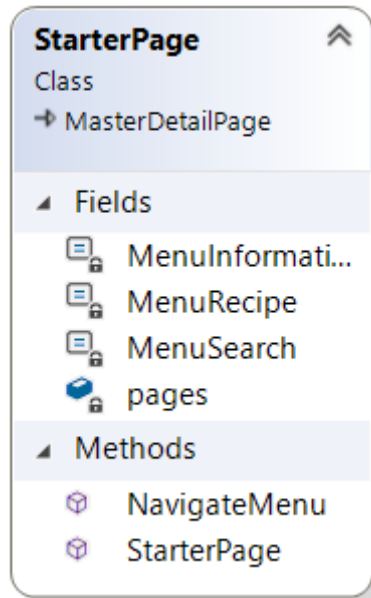 StarterPage
Class
MasterDetailPage
Fields
MenuInformati...
MenuRecipe
MenuSearch
pages
Methods
NavigateMenu
StarterPage